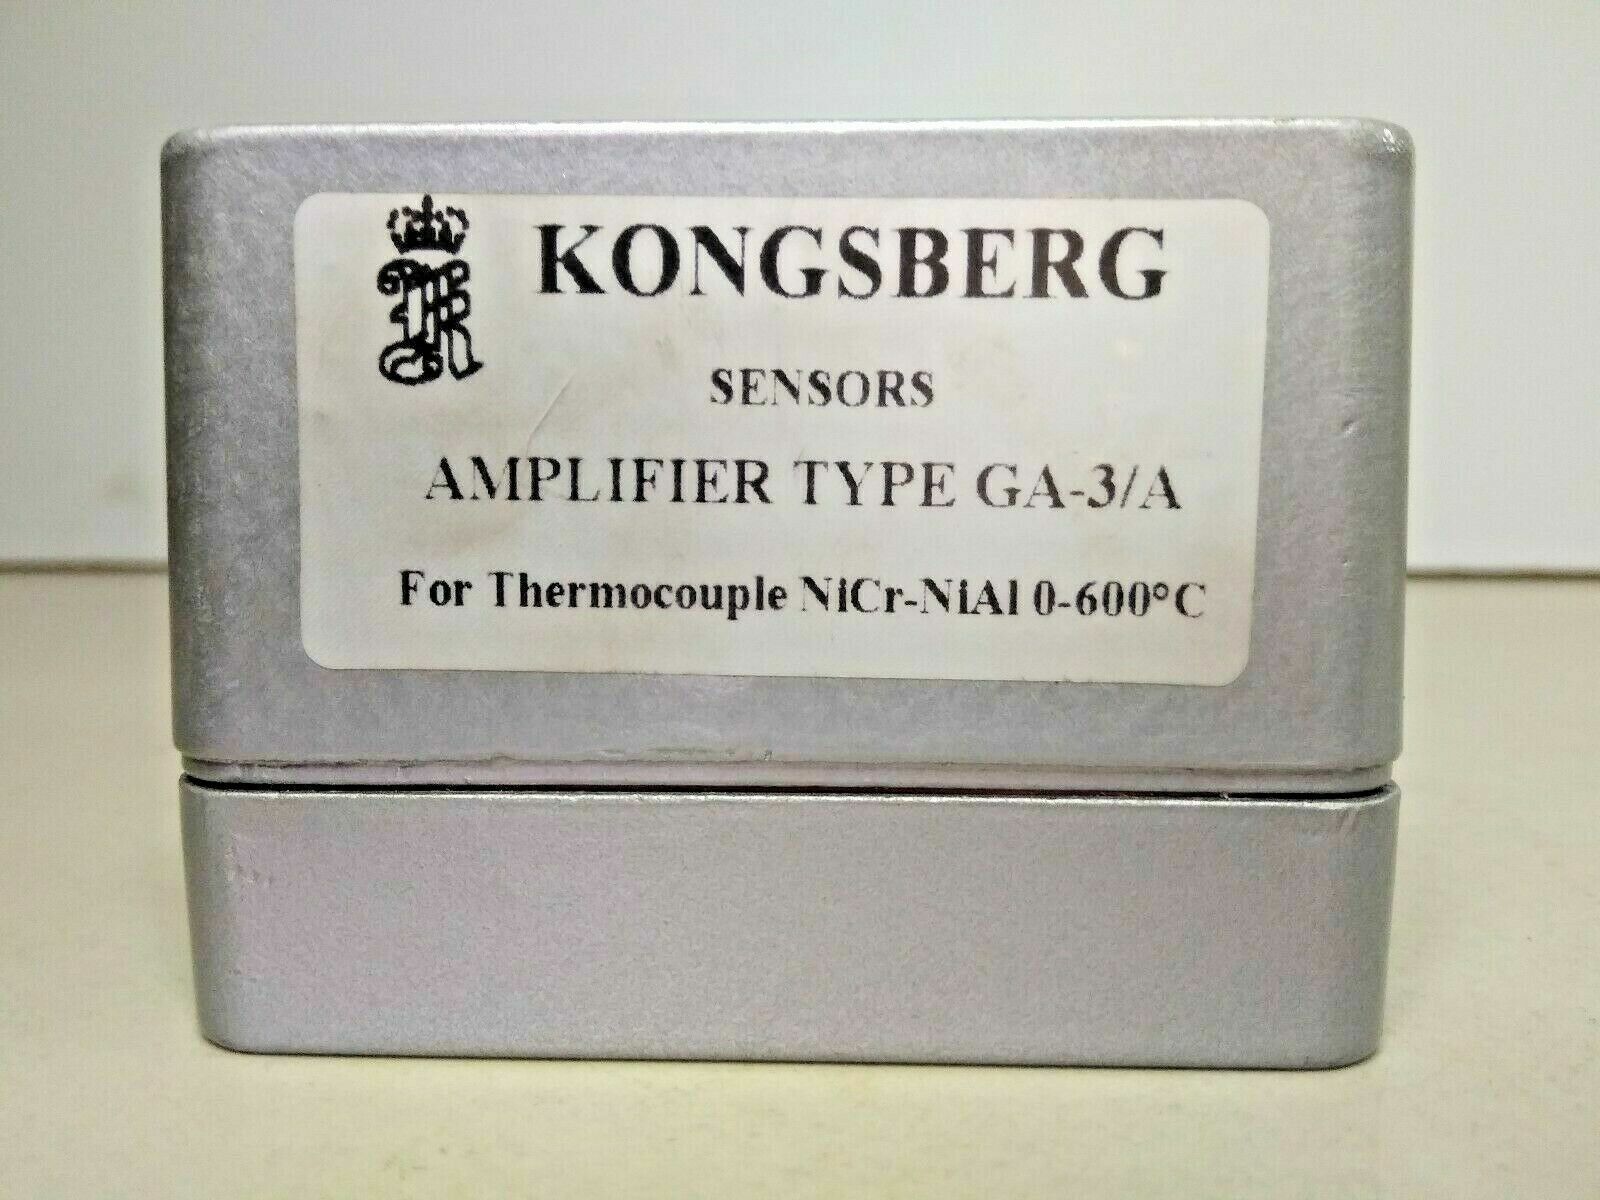 KONGSBERG
SENSORS
AMPLIFIER TYPE GA-3/A
For Thermocouple NiCr-NiAl 0-600°C